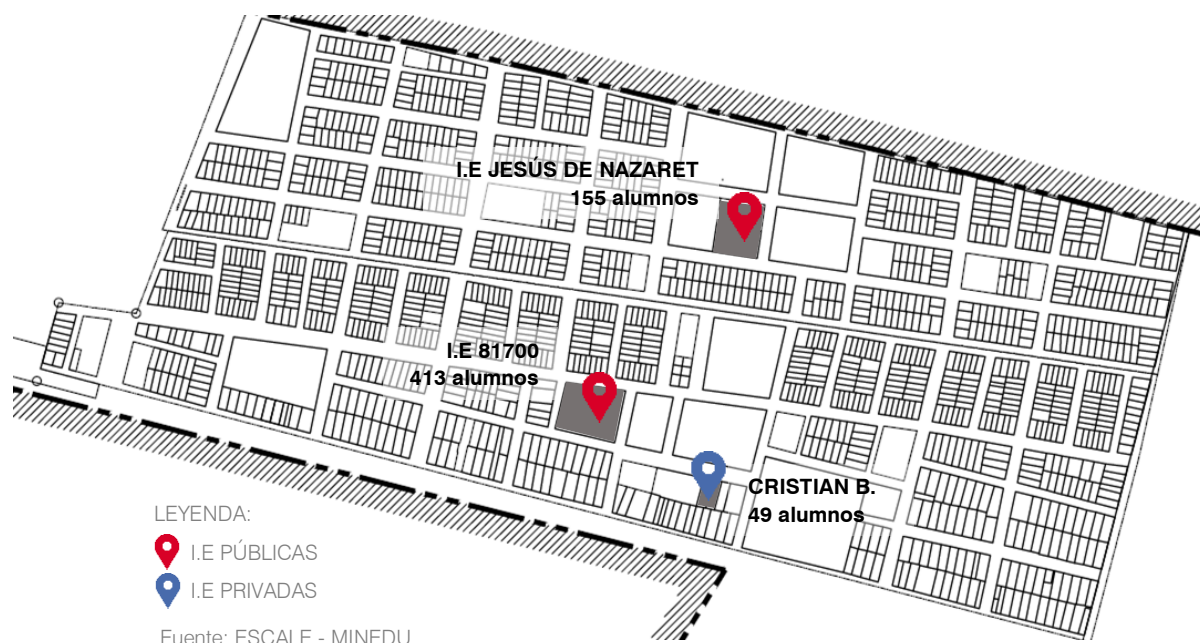 I.E JESÚS DE NAZARET
155 alumnos
I.E 81700
413 alumnos
CRISTIAN B.
49 alumnos
LEYENDA:
I.E PÚBLICAS
I.E PRIVADAS
Fuente: ESCALE - MINEDU